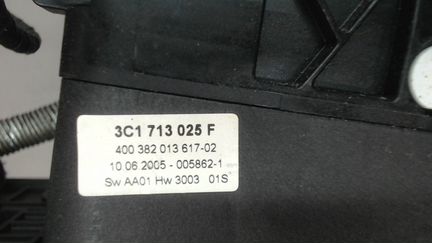 3C1 713 025 F
400 382 013 617-02
10.06.2005 - 005862-1
Sw AA01 Hw 3003 01S